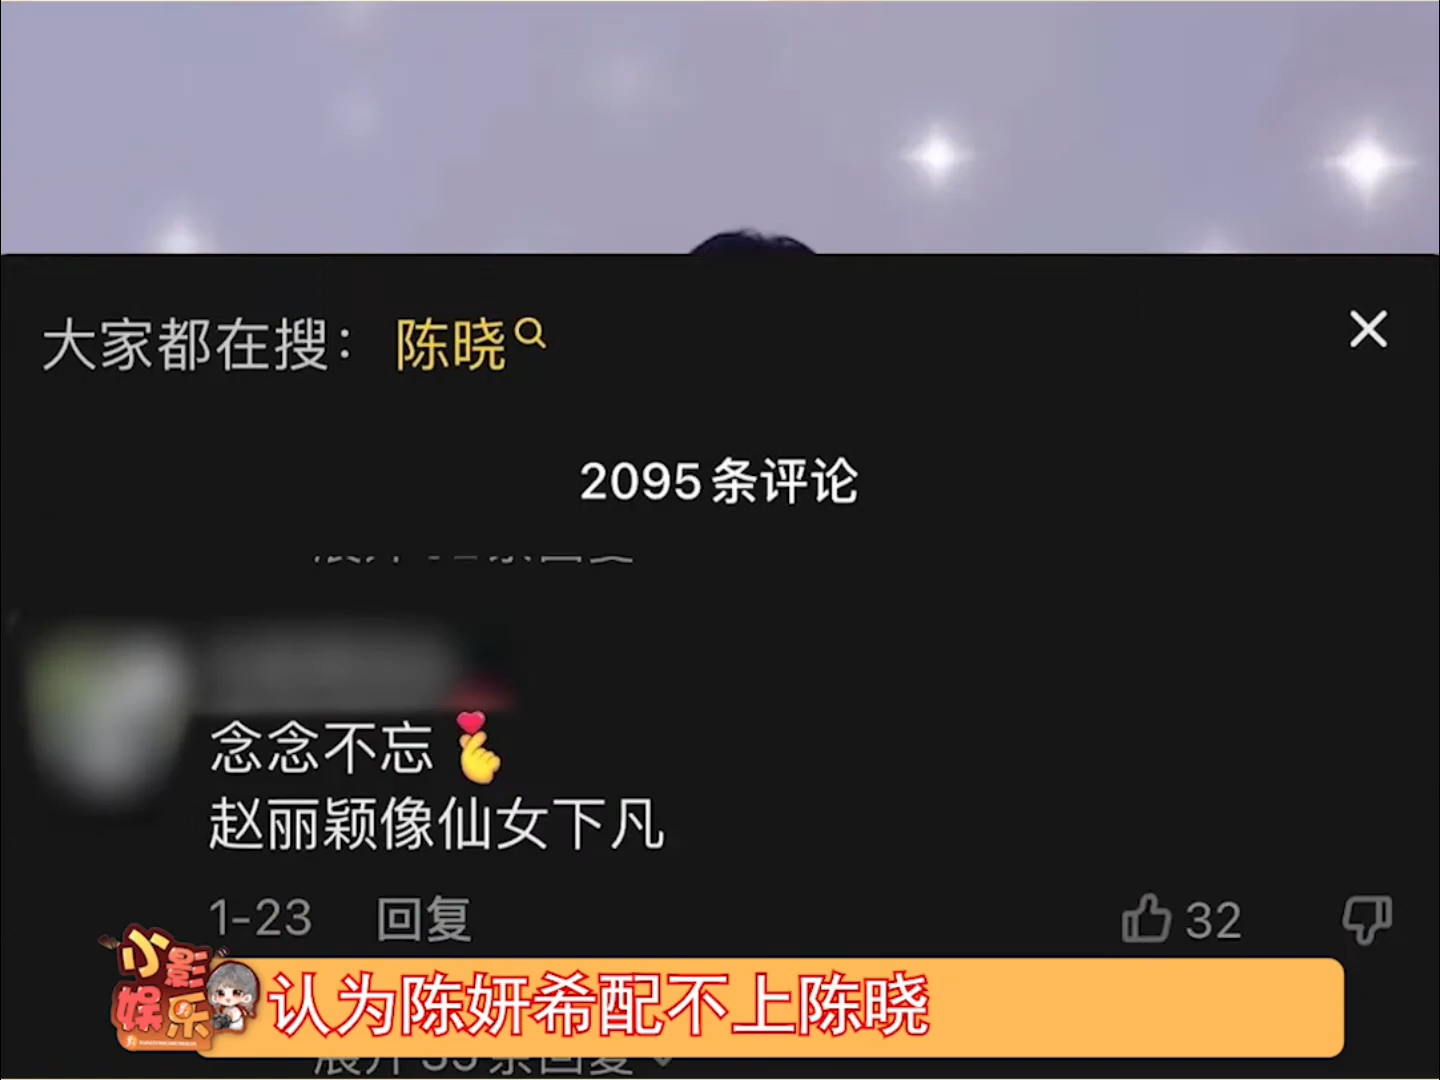 大家都在搜： 陈晓
2095条评论
念念不忘
赵丽颖像仙女下凡
1-23 回复 32
小影娱乐
认为陈妍希配不上陈晓